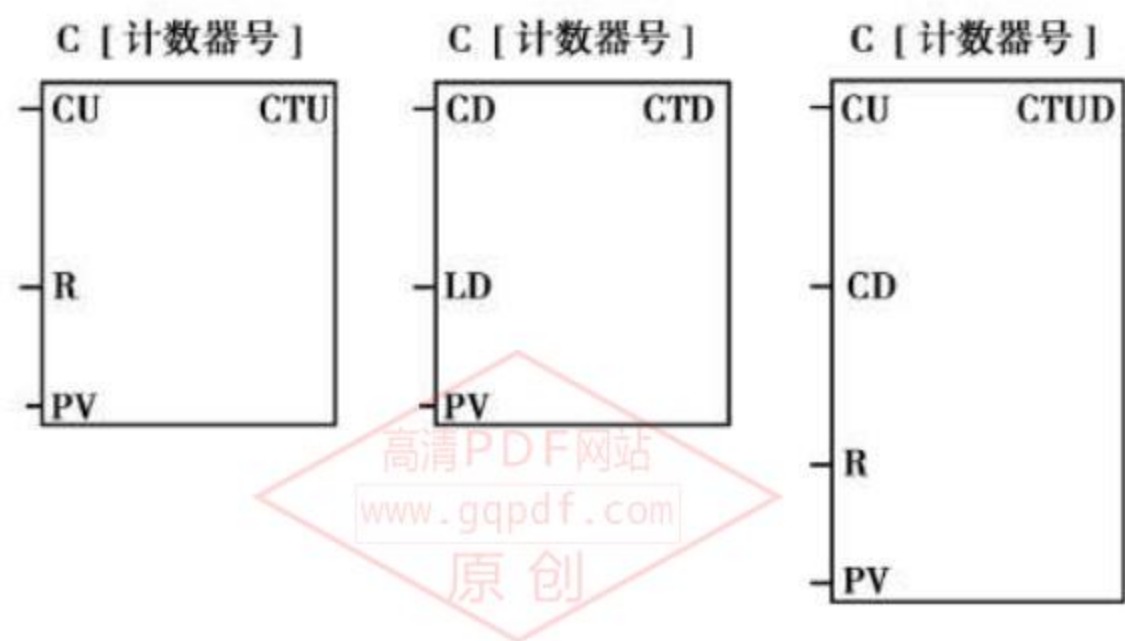 C [ 计数器号 ]
CU CTU
R
PV
C [ 计数器号 ]
CD CTD
LD
PV
C [ 计数器号 ]
CU CTUD
CD
R
PV
高清PDF网站
www.gqpdf.com
原创